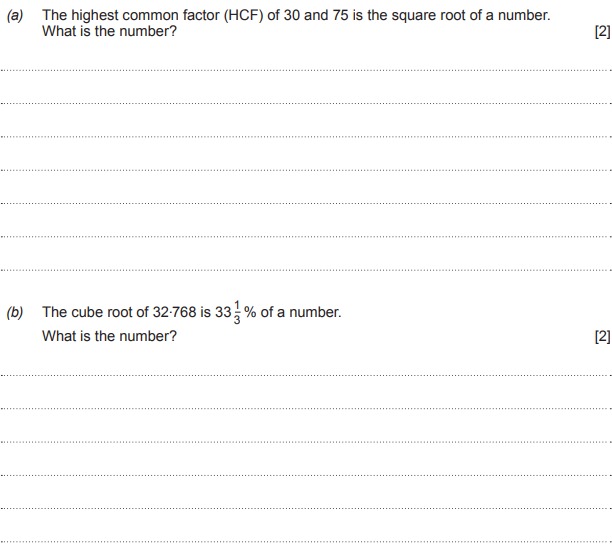 (a) The highest common factor (HCF) of 30 and 75 is the square root of a number.
What is the number? [2]
(b) The cube root of 32·768 is 33 1/3 % of a number.
What is the number? [2]